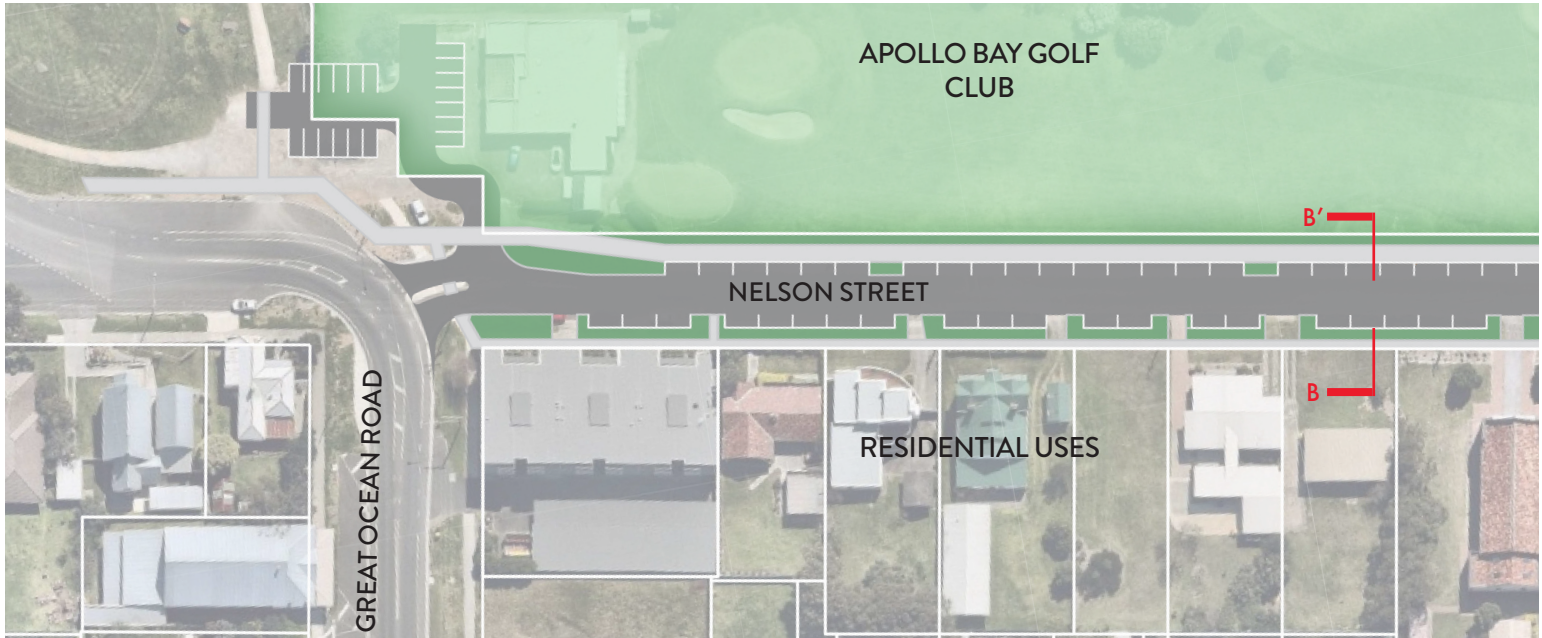 APOLLO BAY GOLF
CLUB
B′
NELSON STREET
B
GREAT OCEAN ROAD
RESIDENTIAL USES